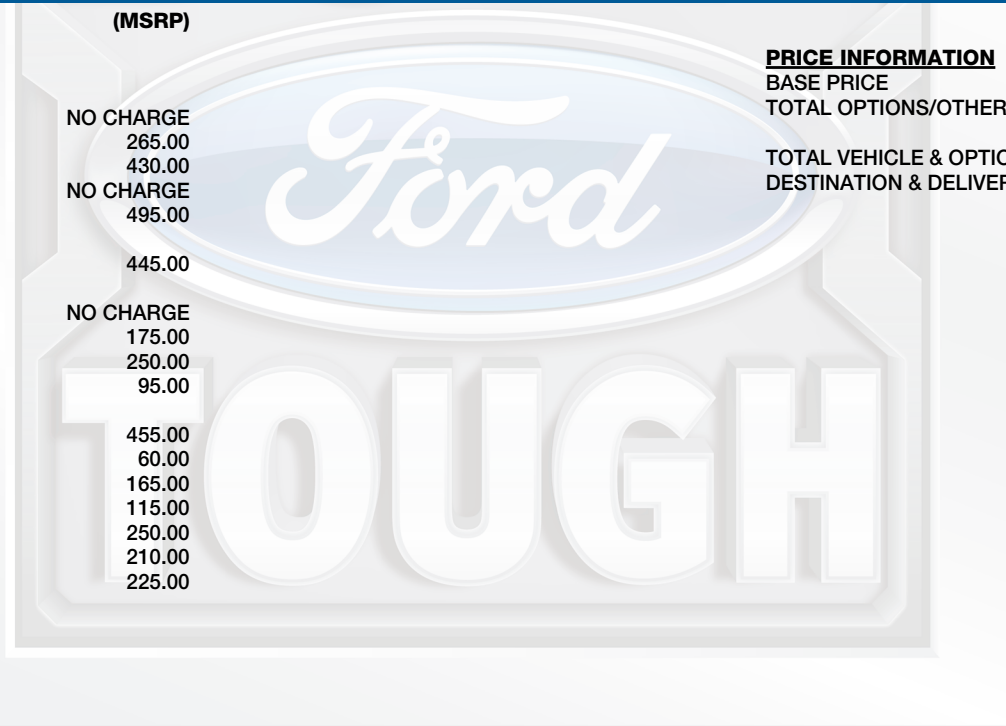 (MSRP)
NO CHARGE
265.00
430.00
NO CHARGE
495.00
445.00
NO CHARGE
175.00
250.00
95.00
455.00
60.00
165.00
115.00
250.00
210.00
225.00
PRICE INFORMATION
BASE PRICE
TOTAL OPTIONS/OTHER
TOTAL VEHICLE & OPTIO
DESTINATION & DELIVER
Ford
TOUGH